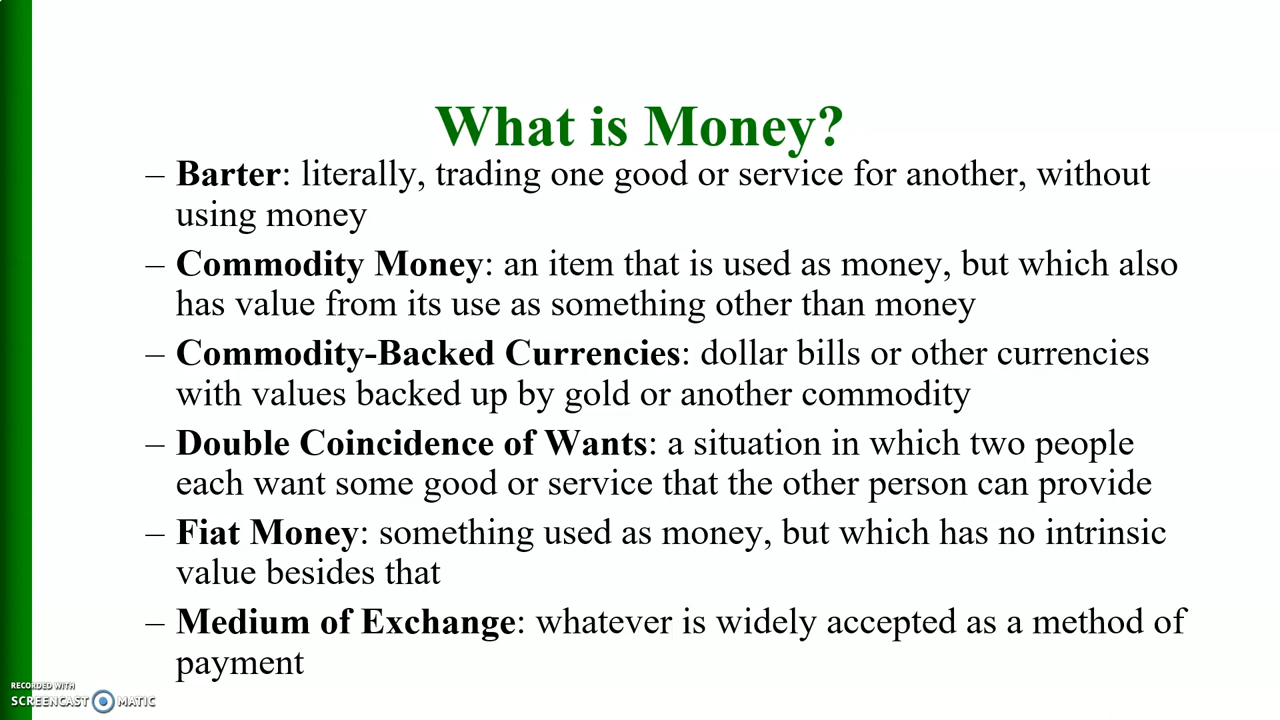 What is Money?
– Barter: literally, trading one good or service for another, without
using money
– Commodity Money: an item that is used as money, but which also
has value from its use as something other than money
– Commodity-Backed Currencies: dollar bills or other currencies
with values backed up by gold or another commodity
– Double Coincidence of Wants: a situation in which two people
each want some good or service that the other person can provide
– Fiat Money: something used as money, but which has no intrinsic
value besides that
– Medium of Exchange: whatever is widely accepted as a method of
payment
RECORDED WITH
SCREENCAST MATIC